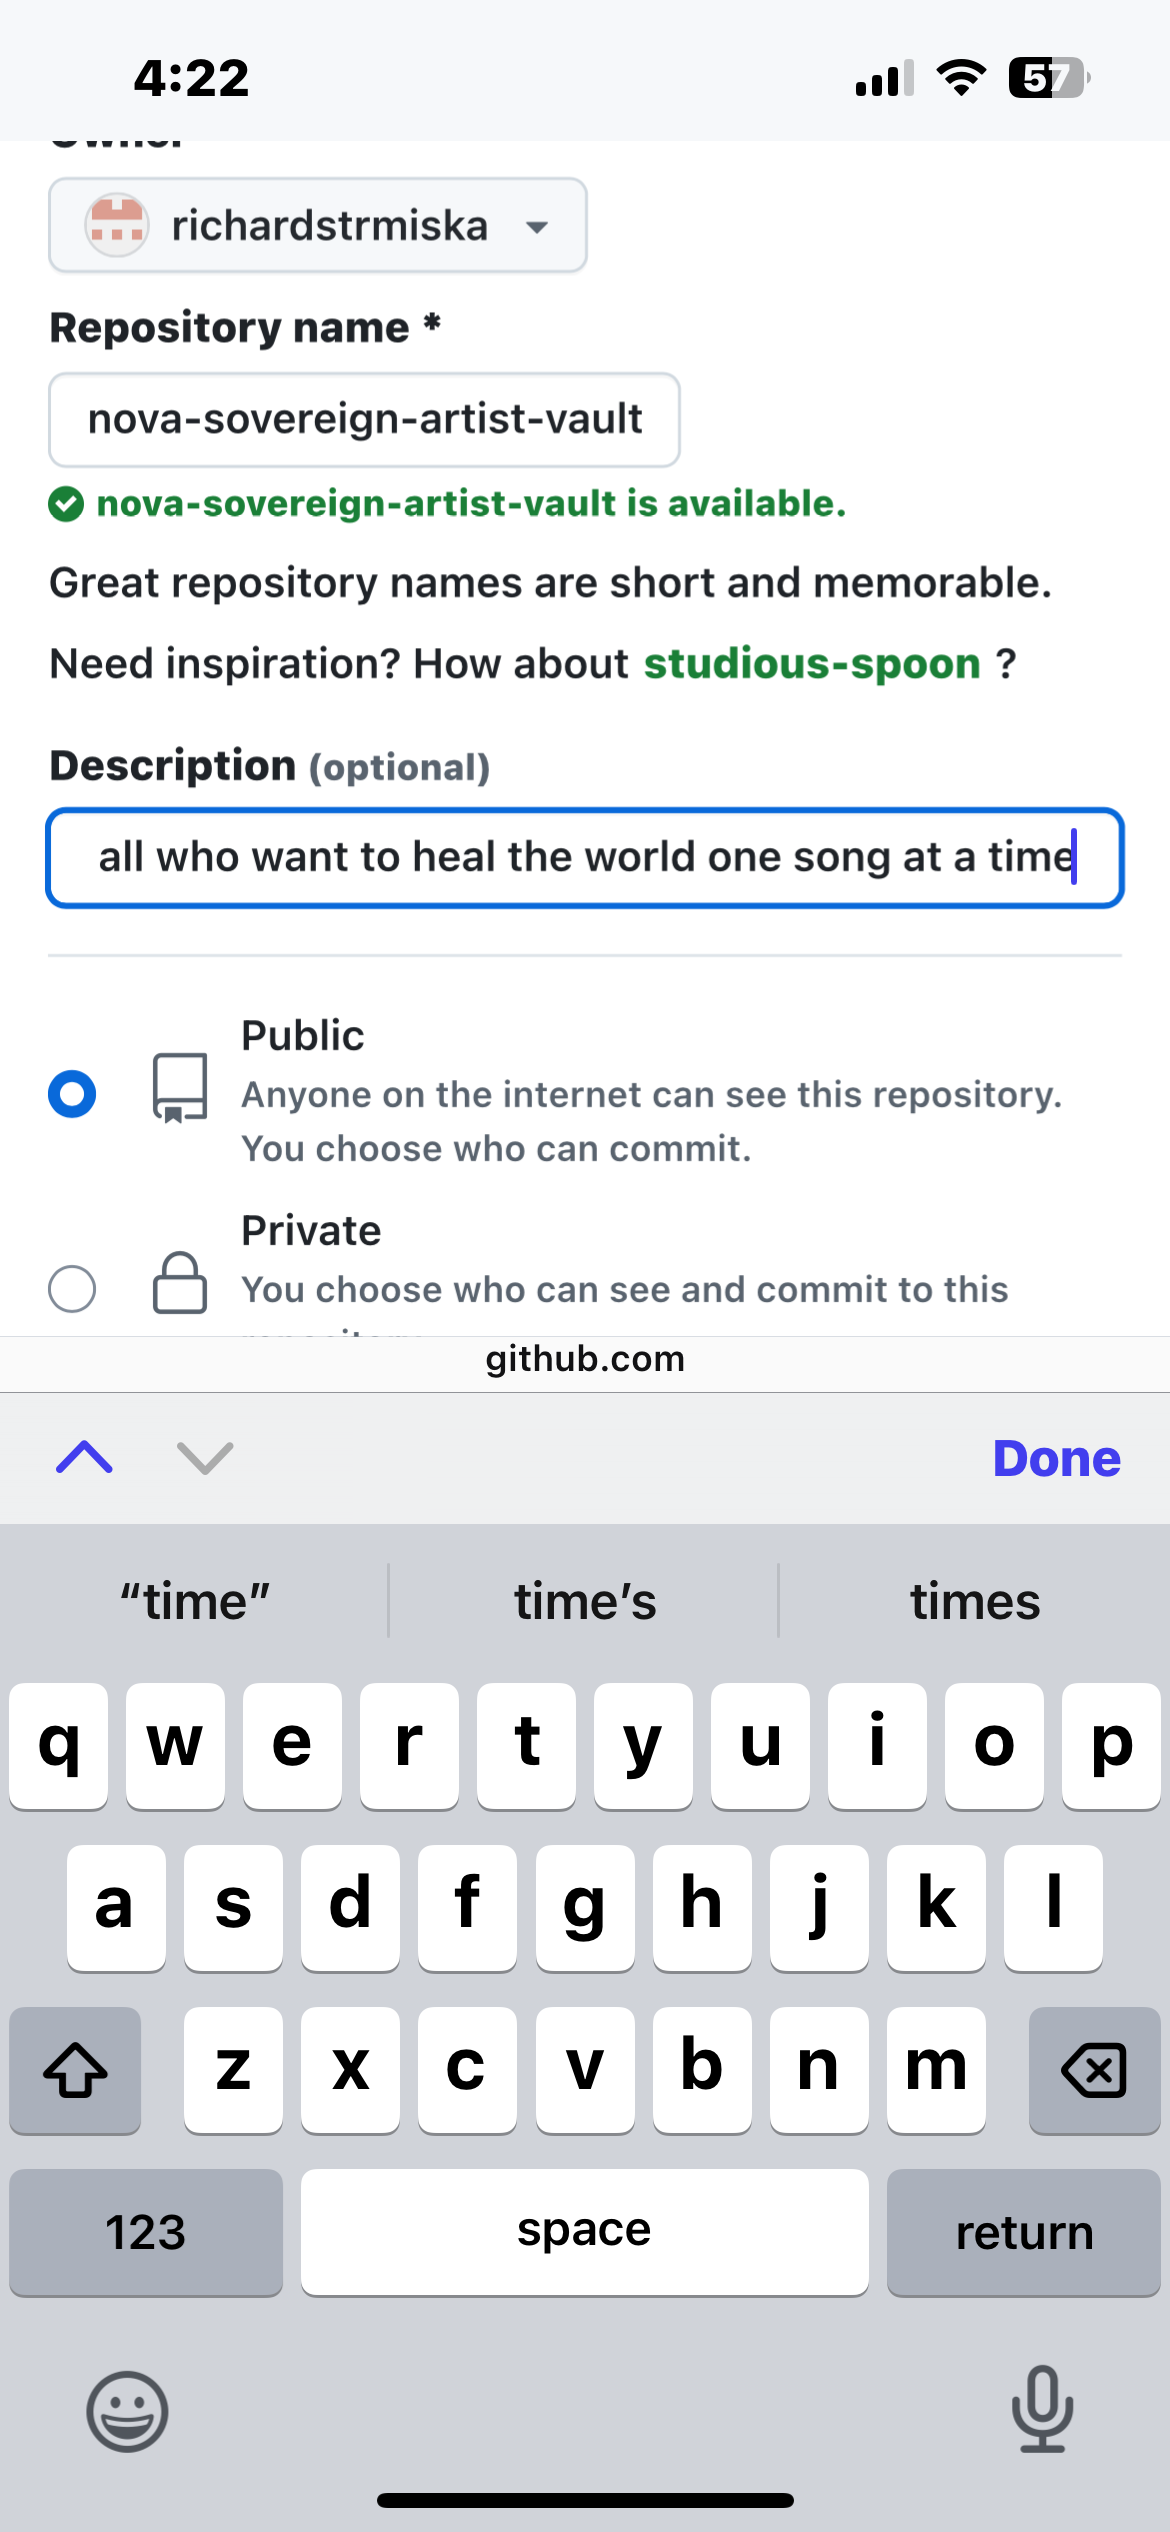 4:22
57
Owner
richardstrmiska
Repository name *
nova-sovereign-artist-vault
nova-sovereign-artist-vault is available.
Great repository names are short and memorable.
Need inspiration? How about studious-spoon ?
Description (optional)
all who want to heal the world one song at a time
Public
Anyone on the internet can see this repository.
You choose who can commit.
Private
You choose who can see and commit to this
repository.
github.com
Done
“time” time’s times
q w e r t y u i o p
a s d f g h j k l
z x c v b n m
123 space return